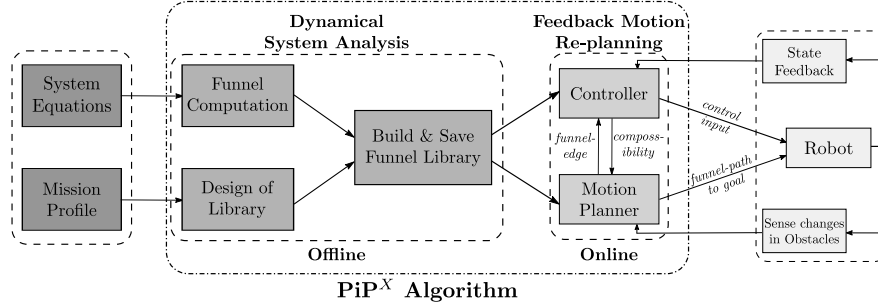 Dynamical
System Analysis
Feedback Motion
Re-planning
System
Equations
Funnel
Computation
Build & Save
Funnel Library
Controller
State
Feedback
control
input
funnel-
edge
composs-
ibility
Robot
Mission
Profile
Design of
Library
Motion
Planner
funnel-path
to goal
Sense changes
in Obstacles
Offline
Online
PiP^X Algorithm